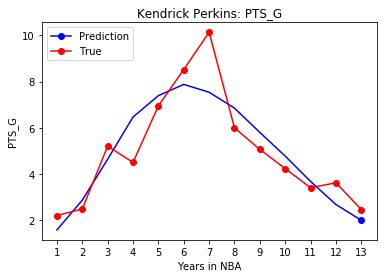 Kendrick Perkins: PTS_G
Prediction
True
PTS_G
10
8
6
4
2
1 2 3 4 5 6 7 8 9 10 11 12 13
Years in NBA